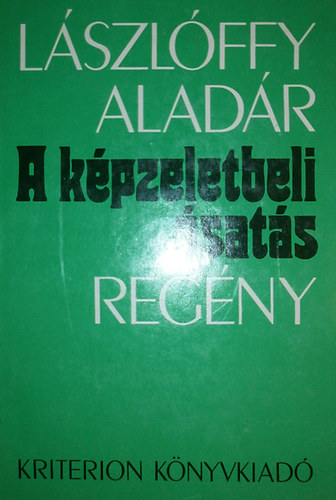 LÁSZLÓFFY
ALADÁR
A képzeletbeli
ásatás
REGÉNY
KRITERION KÖNYVKIADÓ